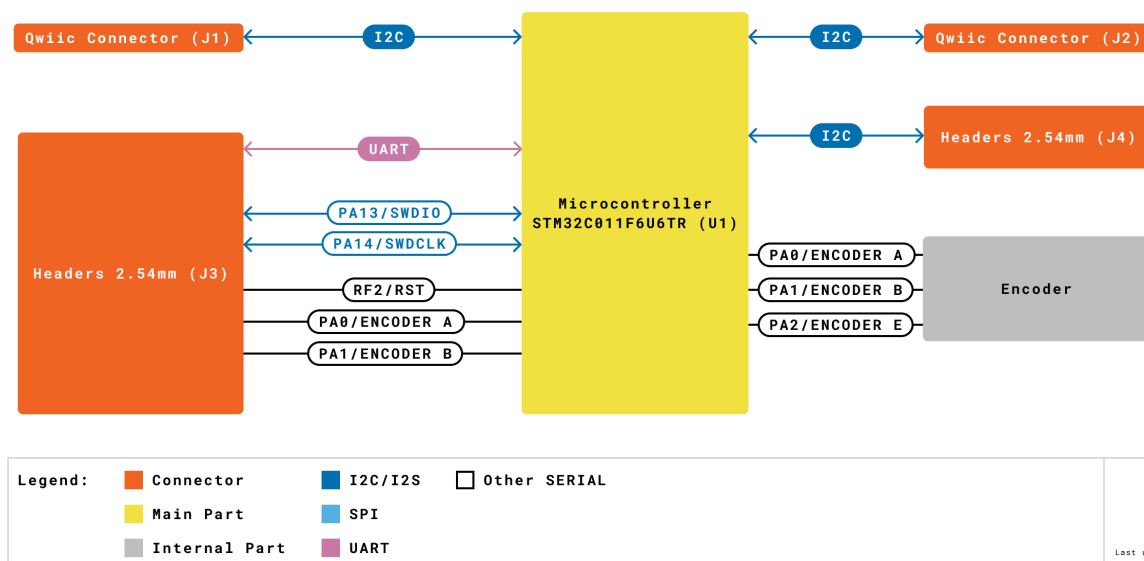 Qwiic Connector (J1)
I2C
I2C
Qwiic Connector (J2)
UART
I2C
Headers 2.54mm (J4)
Microcontroller
STM32C011F6U6TR (U1)
PA13/SWDIO
PA14/SWDCLK
Headers 2.54mm (J3)
RF2/RST
PA0/ENCODER A
PA1/ENCODER B
PA0/ENCODER A
PA1/ENCODER B
PA2/ENCODER E
Encoder
Legend:
Connector
I2C/I2S
Other SERIAL
Main Part
SPI
Internal Part
UART
Last